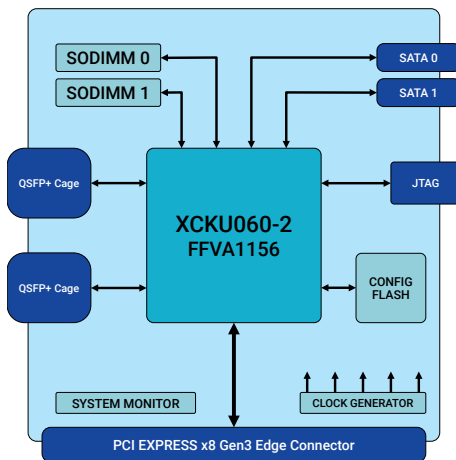 SODIMM 0
SODIMM 1
SATA 0
SATA 1
QSFP+ Cage
XCKU060-2
FFVA1156
JTAG
QSFP+ Cage
CONFIG
FLASH
SYSTEM MONITOR
CLOCK GENERATOR
PCI EXPRESS x8 Gen3 Edge Connector